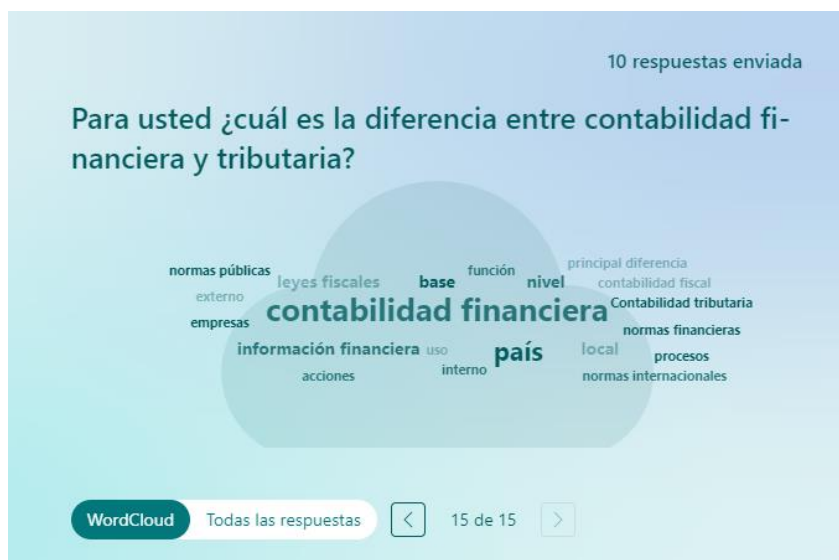 10 respuestas enviada
Para usted ¿cuál es la diferencia entre contabilidad fi-
nanciera y tributaria?
principal diferencia
normas públicas
función
leyes fiscales
base
nivel
contabilidad fiscal
externo
Contabilidad tributaria
contabilidad financiera
empresas
normas financieras
información financiera
uso
país
local
procesos
interno
acciones
normas internacionales
WordCloud
Todas las respuestas
15 de 15